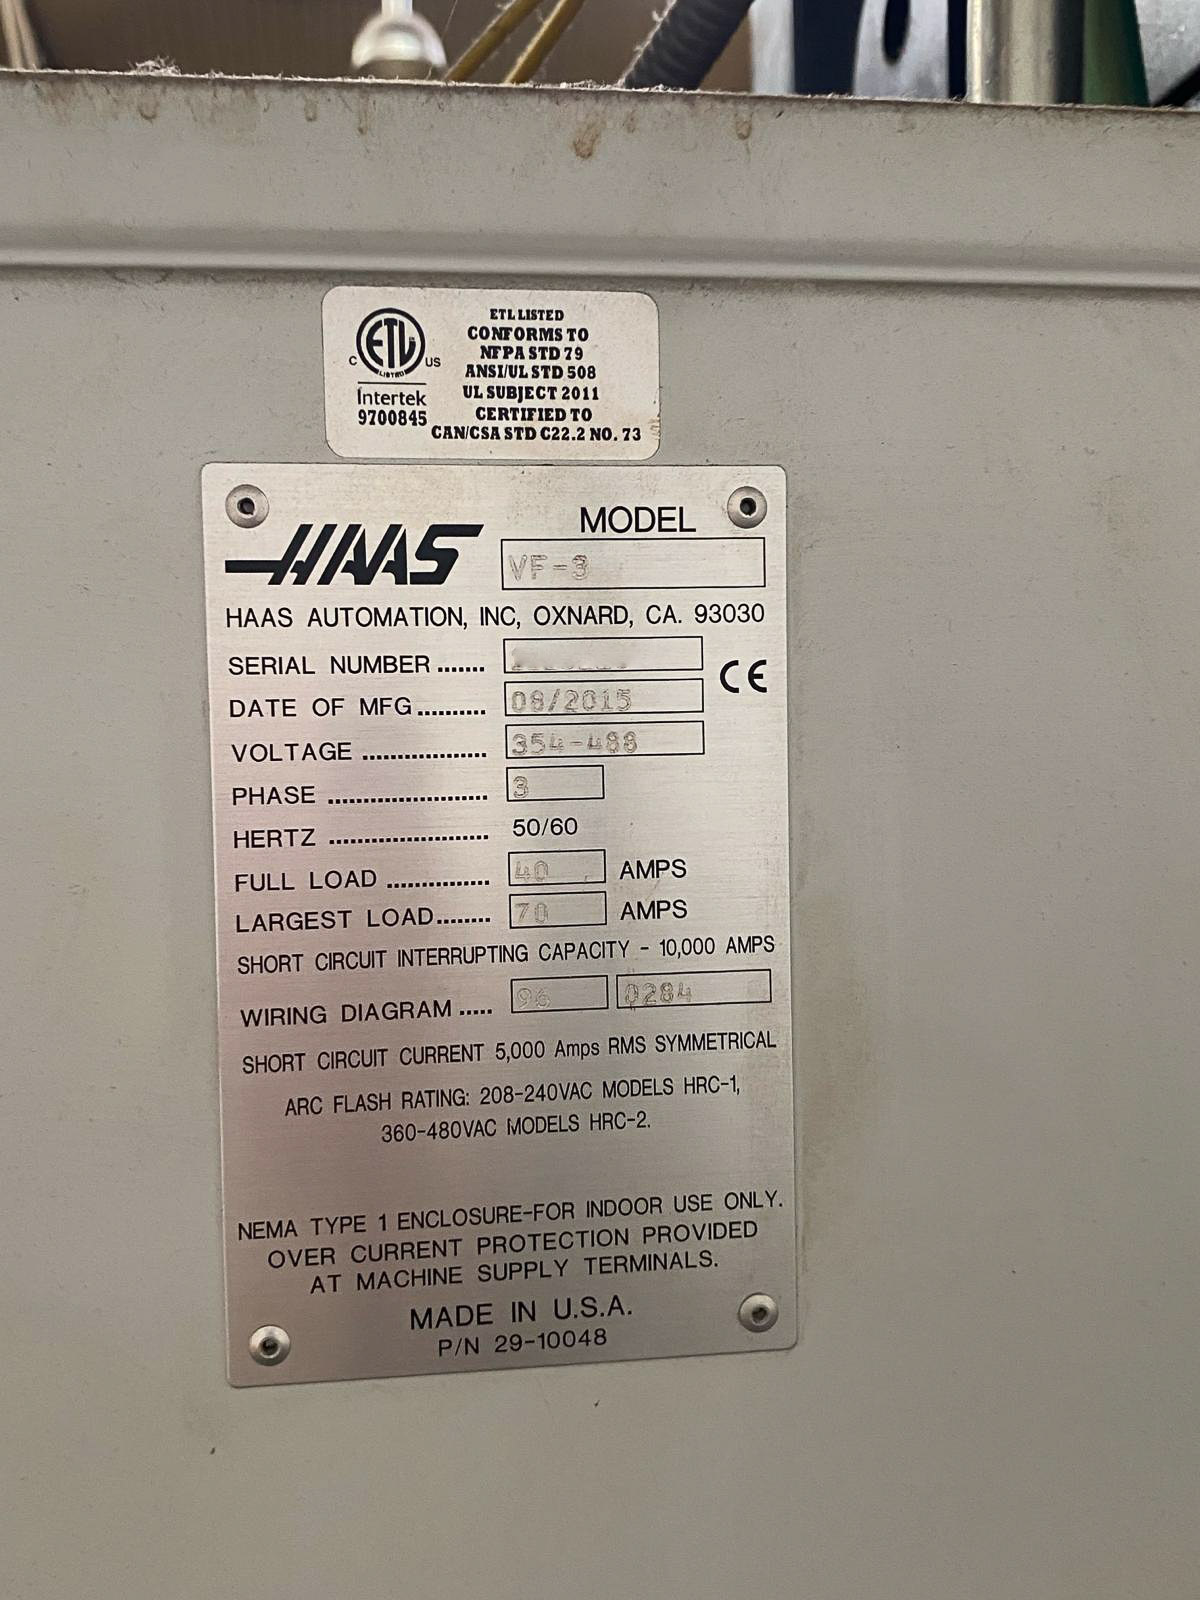 ETL LISTED
CONFORMS TO
NFPA STD 79
ANSI/UL STD 508
UL SUBJECT 2011
CERTIFIED TO
CAN/CSA STD C22.2 NO. 73
C ETL US
LISTED
Intertek
9700845
HAAS
MODEL
VF-3
HAAS AUTOMATION, INC, OXNARD, CA. 93030
SERIAL NUMBER .......
CE
DATE OF MFG.......... 08/2015
VOLTAGE ................... 354-488
PHASE ........................ 3
HERTZ ........................ 50/60
FULL LOAD ............... 40 AMPS
LARGEST LOAD........ 70 AMPS
SHORT CIRCUIT INTERRUPTING CAPACITY - 10,000 AMPS
WIRING DIAGRAM ..... 96 0284
SHORT CIRCUIT CURRENT 5,000 Amps RMS SYMMETRICAL
ARC FLASH RATING: 208-240VAC MODELS HRC-1,
360-480VAC MODELS HRC-2.
NEMA TYPE 1 ENCLOSURE-FOR INDOOR USE ONLY.
OVER CURRENT PROTECTION PROVIDED
AT MACHINE SUPPLY TERMINALS.
MADE IN U.S.A.
P/N 29-10048